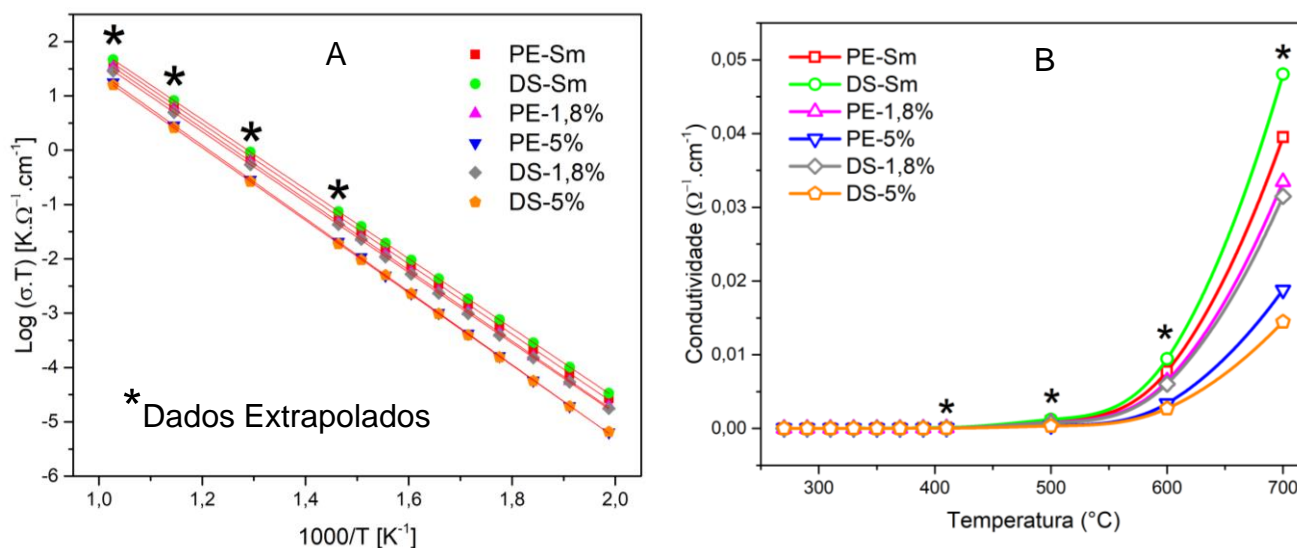 A
2
1
0
-1
-2
-3
-4
-5
-6
Log (σ.T) [K.Ω⁻¹.cm⁻¹]
1,0 1,2 1,4 1,6 1,8 2,0
1000/T [K⁻¹]
PE-Sm
DS-Sm
PE-1,8%
PE-5%
DS-1,8%
DS-5%
* * * *
*Dados Extrapolados
B
0,05
0,04
0,03
0,02
0,01
0,00
Condutividade (Ω⁻¹.cm⁻¹)
300 400 500 600 700
Temperatura (°C)
PE-Sm
DS-Sm
PE-1,8%
PE-5%
DS-1,8%
DS-5%
* * * *